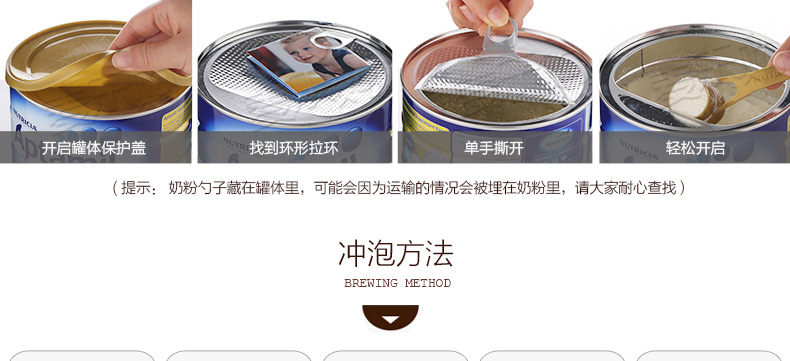 NUTRICIA
NUTRICIA
NUTRICIA
开启罐体保护盖
找到环形拉环
单手撕开
轻松开启
(提示：奶粉勺子藏在罐体里，可能会因为运输的情况会被埋在奶粉里，请大家耐心查找)
冲泡方法
BREWING METHOD